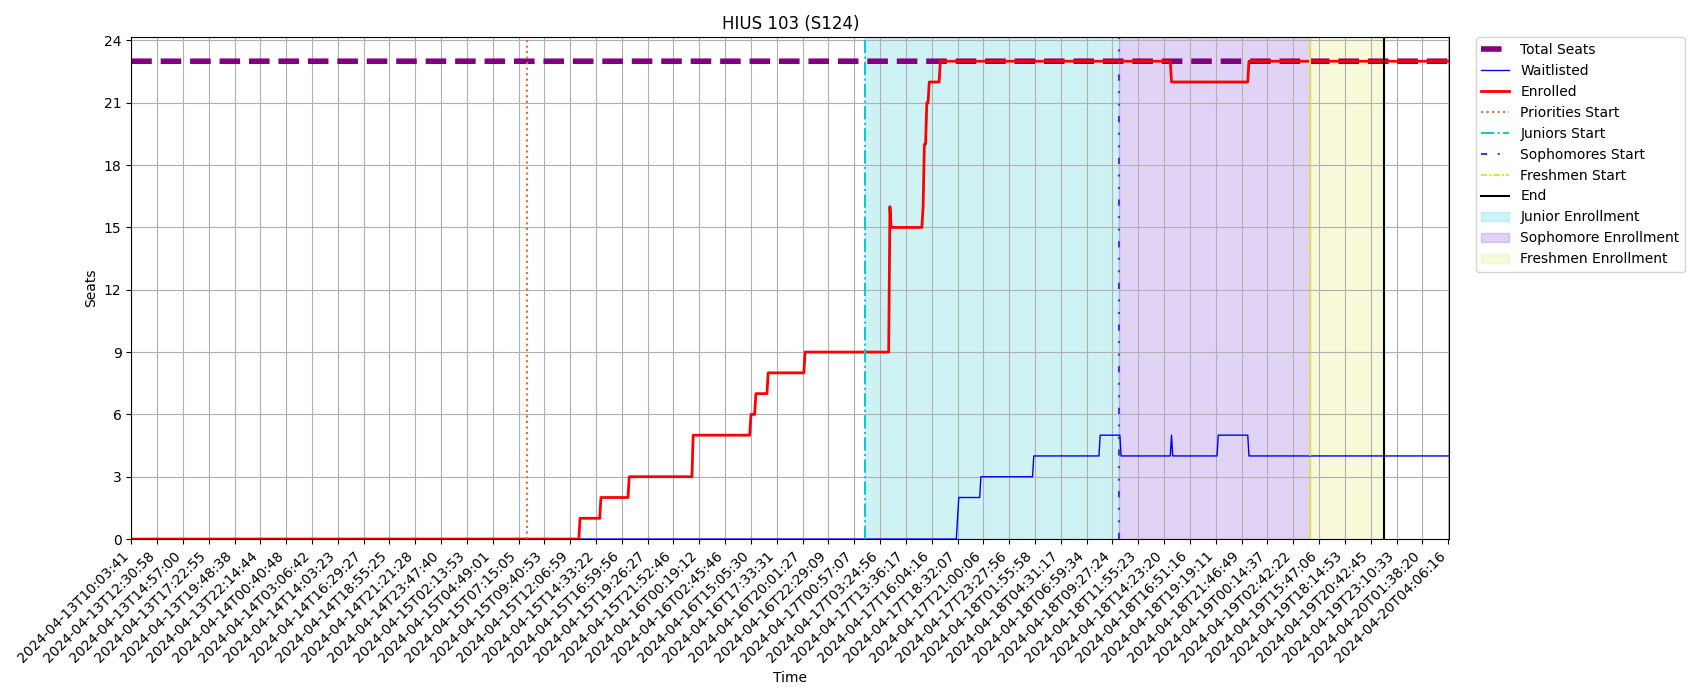 HIUS 103 (S124)
24
21
18
15
12
9
6
3
0
Seats
2024-04-13T10:03:41
2024-04-13T12:30:58
2024-04-13T14:57:00
2024-04-13T17:22:55
2024-04-13T19:48:38
2024-04-13T22:14:44
2024-04-14T00:40:48
2024-04-14T03:06:42
2024-04-14T14:03:23
2024-04-14T16:29:27
2024-04-14T18:55:25
2024-04-14T21:21:28
2024-04-14T23:47:40
2024-04-15T02:13:53
2024-04-15T04:49:01
2024-04-15T07:15:05
2024-04-15T09:40:53
2024-04-15T12:06:59
2024-04-15T14:33:22
2024-04-15T16:59:56
2024-04-15T19:26:27
2024-04-15T21:52:46
2024-04-16T00:19:12
2024-04-16T02:45:46
2024-04-16T15:05:30
2024-04-16T17:33:31
2024-04-16T20:01:27
2024-04-16T22:29:09
2024-04-17T00:57:07
2024-04-17T03:24:56
2024-04-17T13:36:17
2024-04-17T16:04:16
2024-04-17T18:32:07
2024-04-17T21:00:06
2024-04-17T23:27:56
2024-04-18T01:55:58
2024-04-18T04:31:17
2024-04-18T06:59:34
2024-04-18T09:27:24
2024-04-18T11:55:23
2024-04-18T14:23:20
2024-04-18T16:51:16
2024-04-18T19:19:11
2024-04-18T21:46:49
2024-04-19T00:14:37
2024-04-19T02:42:22
2024-04-19T15:47:06
2024-04-19T18:14:53
2024-04-19T20:42:45
2024-04-19T23:10:33
2024-04-20T01:38:20
2024-04-20T04:06:16
Time
Total Seats
Waitlisted
Enrolled
Priorities Start
Juniors Start
Sophomores Start
Freshmen Start
End
Junior Enrollment
Sophomore Enrollment
Freshmen Enrollment